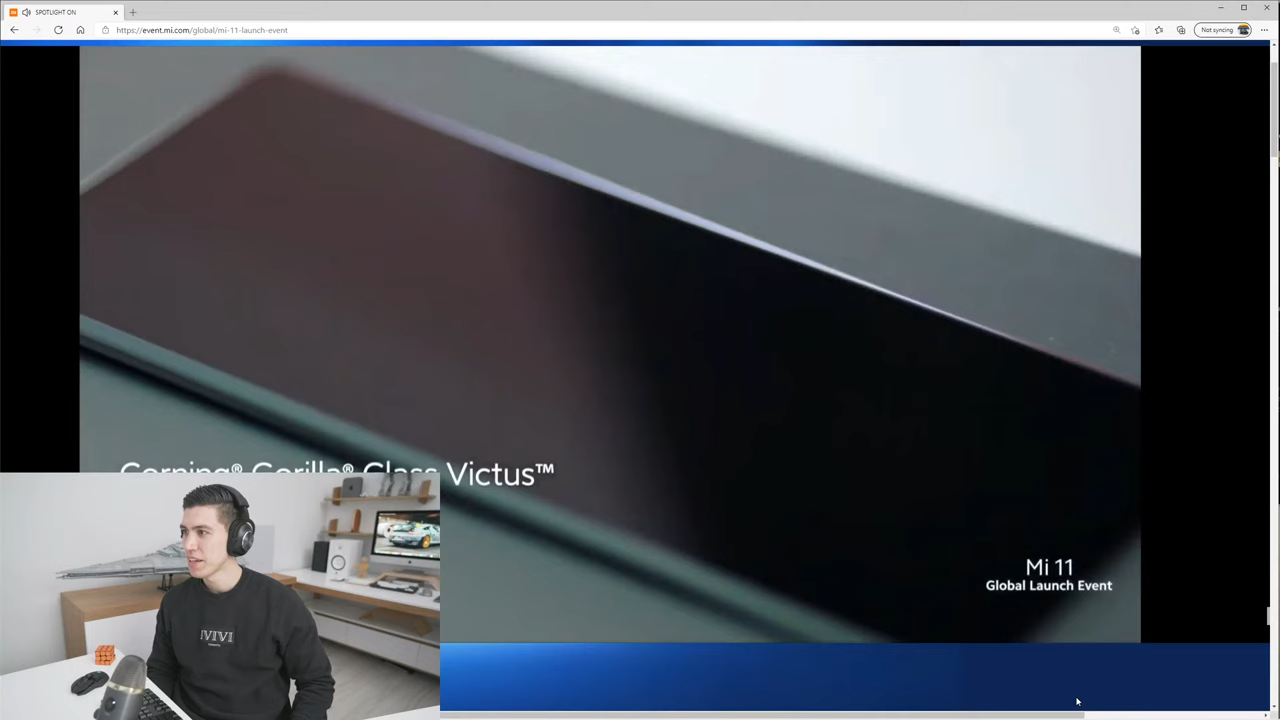 SPOTLIGHT ON
https://event.mi.com/global/mi-11-launch-event
Not syncing
Corning® Gorilla® Glass Victus™
Mi 11
Global Launch Event